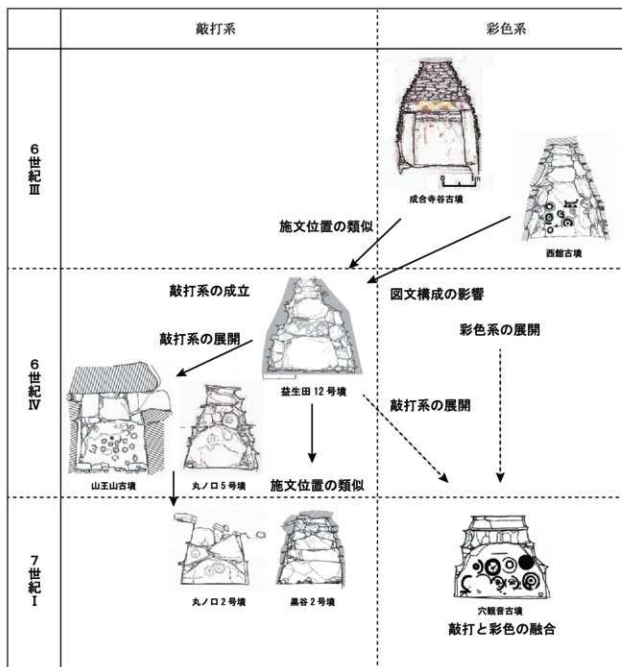 敲打系
彩色系
6世紀Ⅲ
0 1m
成合寺谷古墳
西館古墳
施文位置の類似
6世紀Ⅳ
敲打系の成立
図文構成の影響
敲打系の展開
彩色系の展開
益生田12号墳
敲打系の展開
山王山古墳
丸ノ口5号墳
施文位置の類似
7世紀Ⅰ
丸ノ口2号墳
黒谷2号墳
穴観音古墳
敲打と彩色の融合